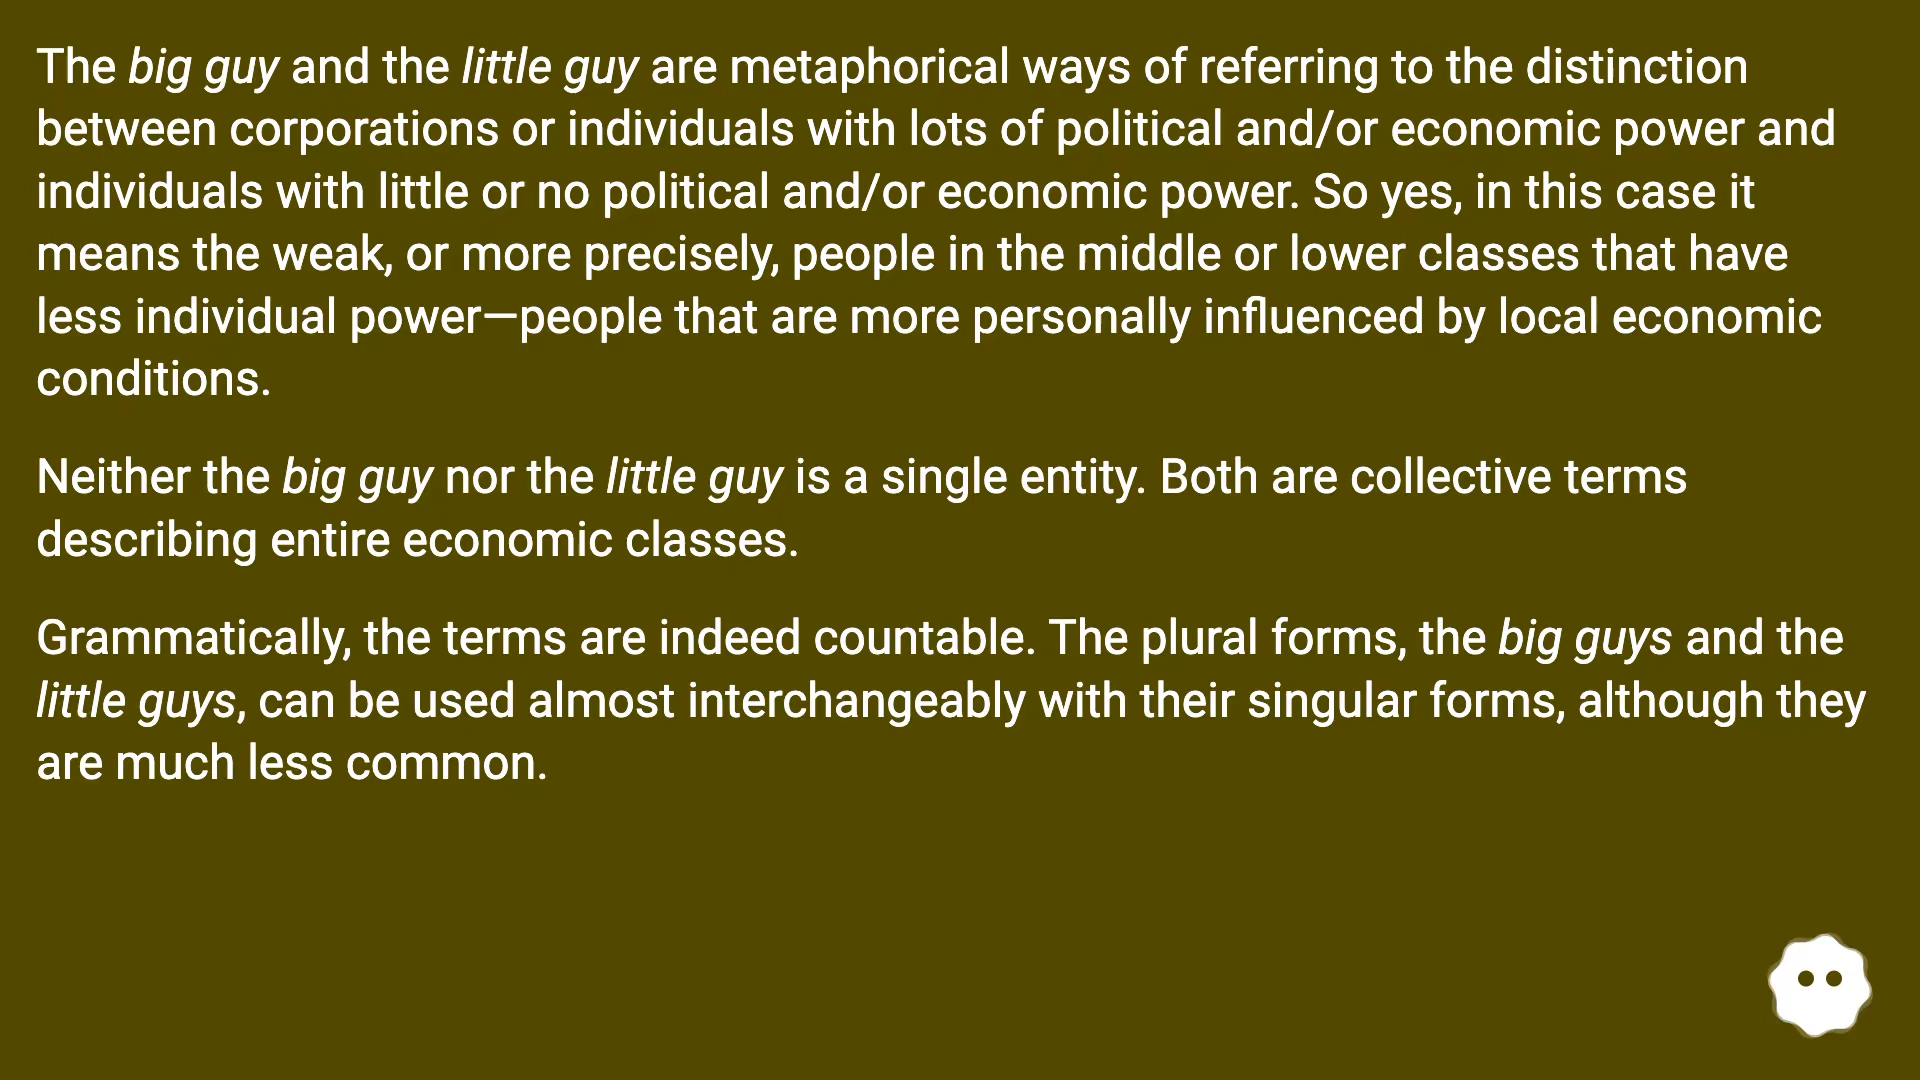 The big guy and the little guy are metaphorical ways of referring to the distinction
between corporations or individuals with lots of political and/or economic power and
individuals with little or no political and/or economic power. So yes, in this case it
means the weak, or more precisely, people in the middle or lower classes that have
less individual power—people that are more personally influenced by local economic
conditions.
Neither the big guy nor the little guy is a single entity. Both are collective terms
describing entire economic classes.
Grammatically, the terms are indeed countable. The plural forms, the big guys and the
little guys, can be used almost interchangeably with their singular forms, although they
are much less common.